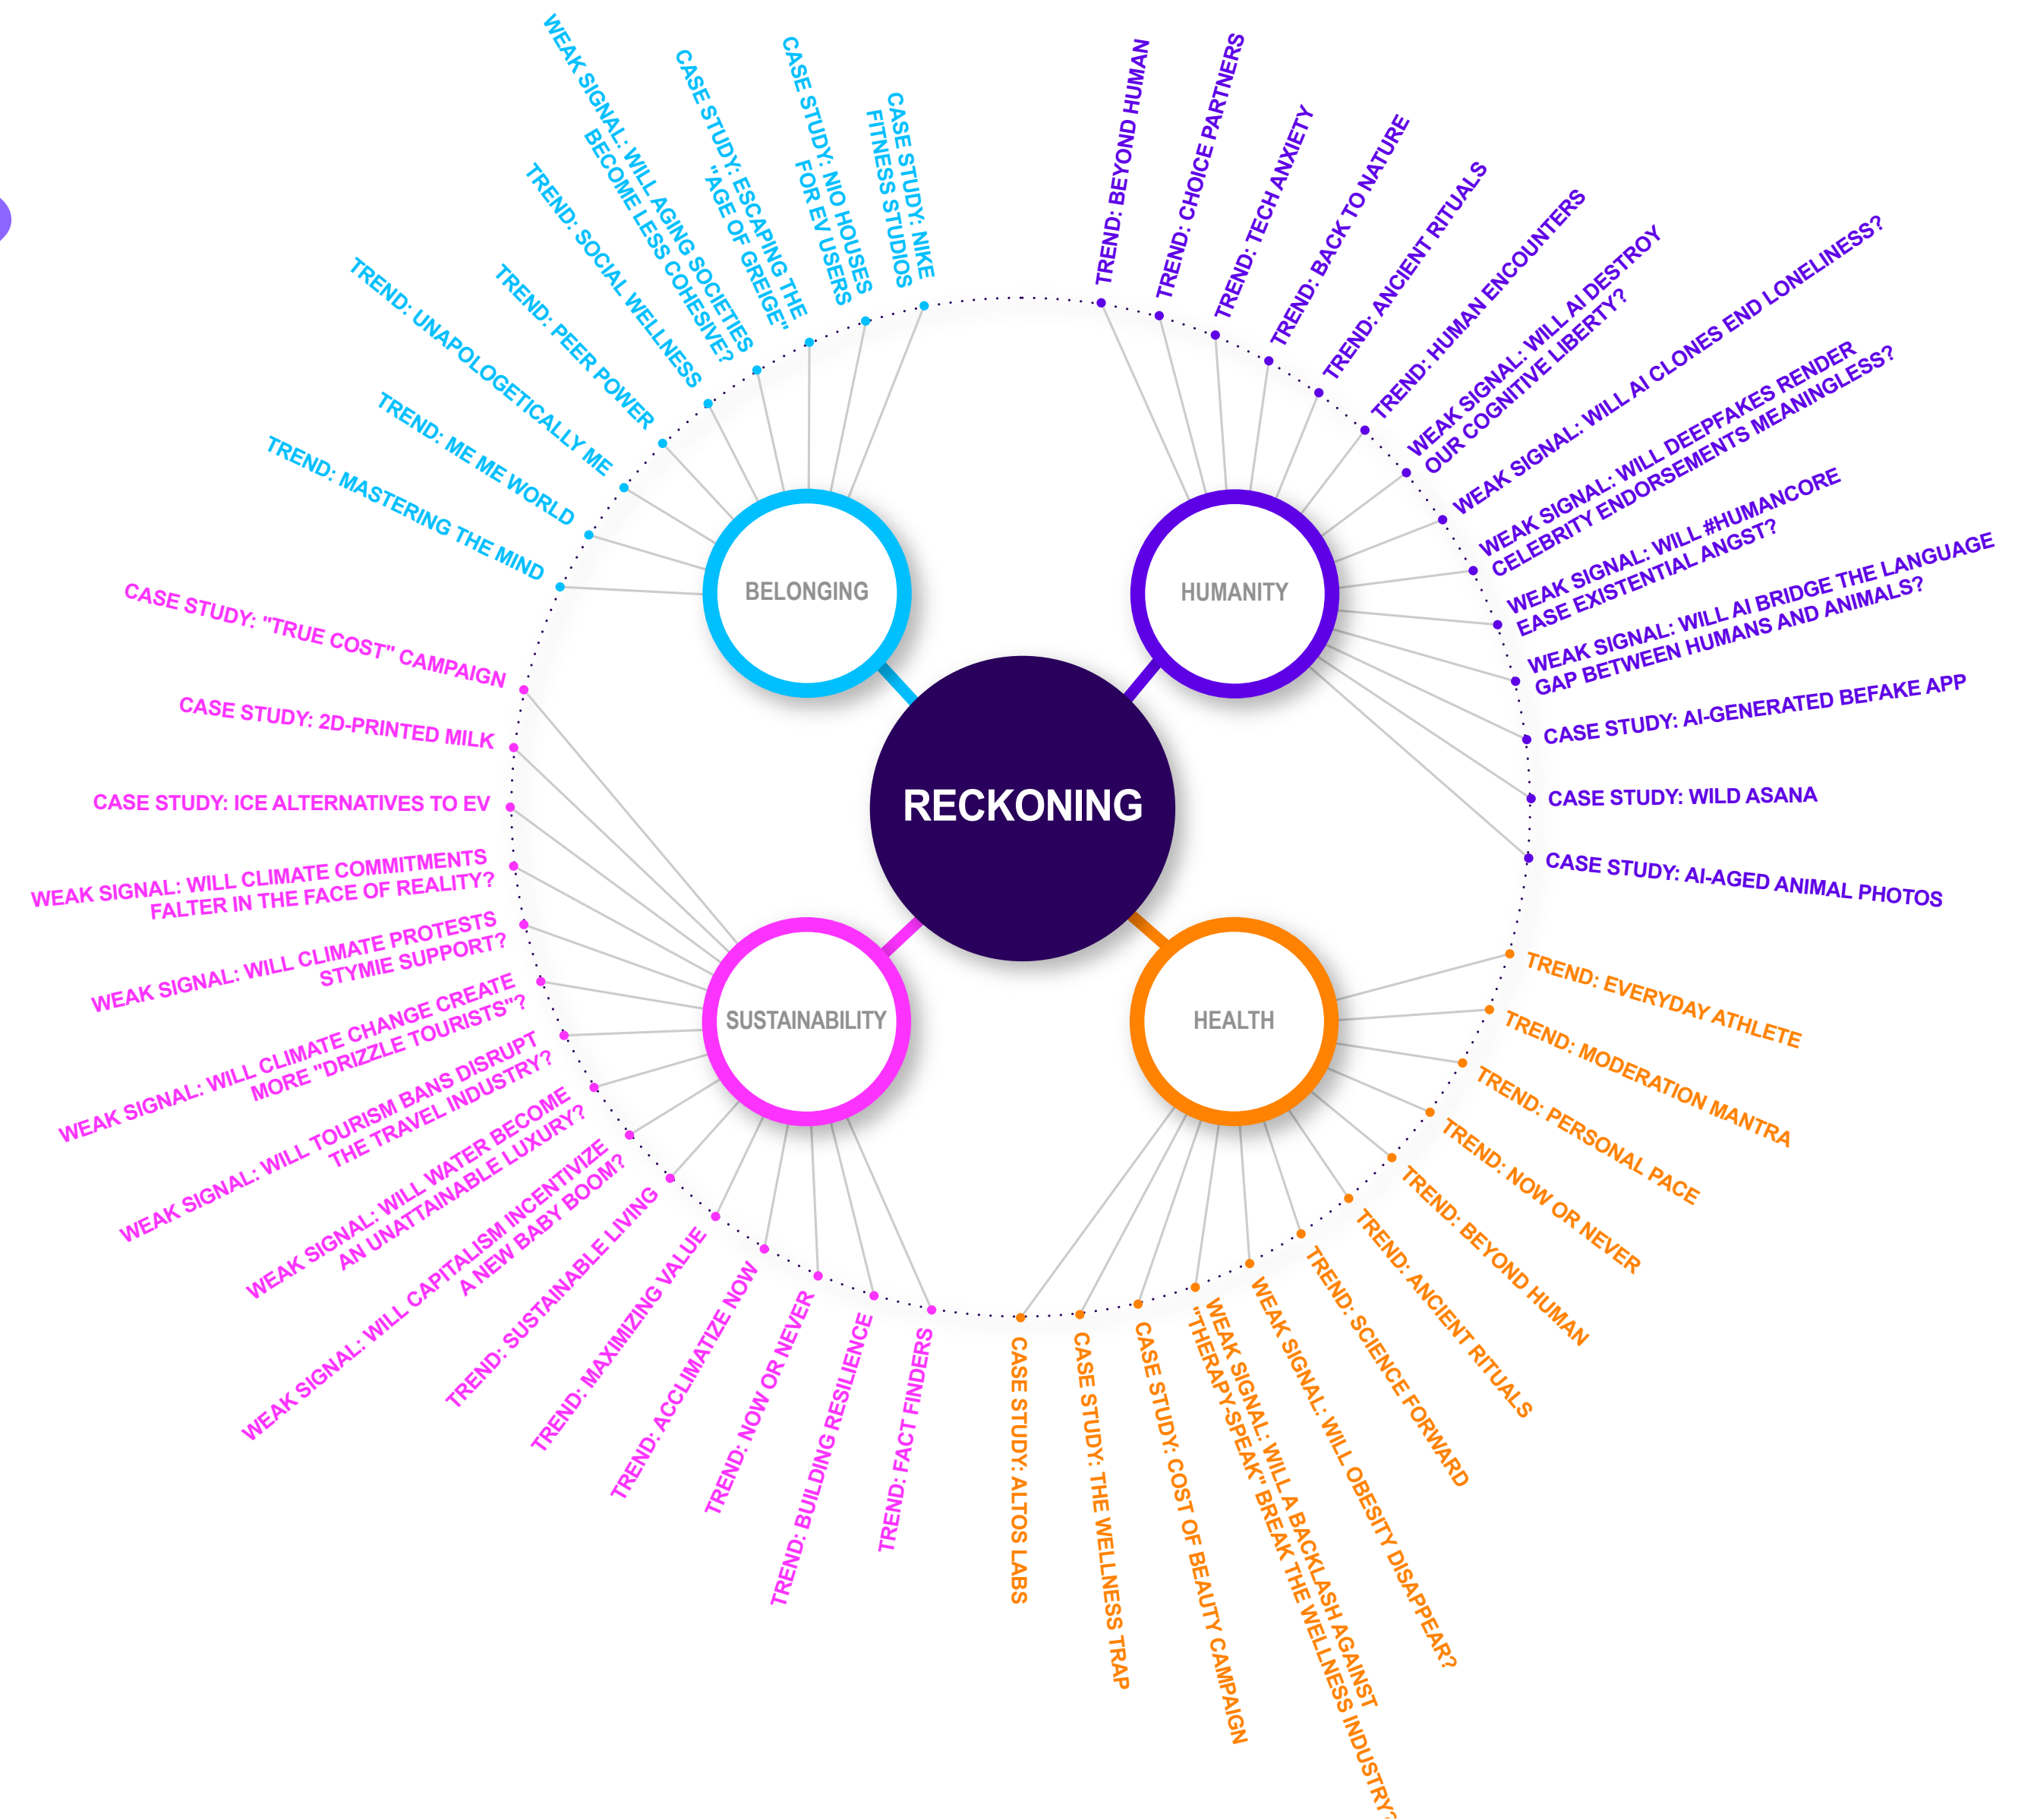 RECKONING
BELONGING
CASE STUDY: NIKE
FITNESS STUDIOS
CASE STUDY: NIO HOUSES
FOR EV USERS
CASE STUDY: ESCAPING THE
"AGE OF GREIGE"
WEAK SIGNAL: WILL AGING SOCIETIES
BECOME LESS COHESIVE?
TREND: SOCIAL WELLNESS
TREND: PEER POWER
TREND: UNAPOLOGETICALLY ME
TREND: ME ME WORLD
TREND: MASTERING THE MIND
HUMANITY
TREND: BEYOND HUMAN
TREND: CHOICE PARTNERS
TREND: TECH ANXIETY
TREND: BACK TO NATURE
TREND: ANCIENT RITUALS
TREND: HUMAN ENCOUNTERS
WEAK SIGNAL: WILL AI DESTROY
OUR COGNITIVE LIBERTY?
WEAK SIGNAL: WILL AI CLONES END LONELINESS?
WEAK SIGNAL: WILL DEEPFAKES RENDER
CELEBRITY ENDORSEMENTS MEANINGLESS?
WEAK SIGNAL: WILL #HUMANCORE
EASE EXISTENTIAL ANGST?
WEAK SIGNAL: WILL AI BRIDGE THE LANGUAGE
GAP BETWEEN HUMANS AND ANIMALS?
CASE STUDY: AI-GENERATED BEFAKE APP
CASE STUDY: WILD ASANA
CASE STUDY: AI-AGED ANIMAL PHOTOS
HEALTH
TREND: EVERYDAY ATHLETE
TREND: MODERATION MANTRA
TREND: PERSONAL PACE
TREND: NOW OR NEVER
TREND: BEYOND HUMAN
TREND: ANCIENT RITUALS
TREND: SCIENCE FORWARD
WEAK SIGNAL: WILL OBESITY DISAPPEAR?
WEAK SIGNAL: WILL A BACKLASH AGAINST
"THERAPY-SPEAK" BREAK THE WELLNESS INDUSTRY?
CASE STUDY: COST OF BEAUTY CAMPAIGN
CASE STUDY: THE WELLNESS TRAP
CASE STUDY: ALTOS LABS
SUSTAINABILITY
CASE STUDY: "TRUE COST" CAMPAIGN
CASE STUDY: 2D-PRINTED MILK
CASE STUDY: ICE ALTERNATIVES TO EV
WEAK SIGNAL: WILL CLIMATE COMMITMENTS
FALTER IN THE FACE OF REALITY?
WEAK SIGNAL: WILL CLIMATE PROTESTS
STYMIE SUPPORT?
WEAK SIGNAL: WILL CLIMATE CHANGE CREATE
MORE "DRIZZLE TOURISTS"?
WEAK SIGNAL: WILL TOURISM BANS DISRUPT
THE TRAVEL INDUSTRY?
WEAK SIGNAL: WILL WATER BECOME
AN UNATTAINABLE LUXURY?
WEAK SIGNAL: WILL CAPITALISM INCENTIVIZE
A NEW BABY BOOM?
TREND: SUSTAINABLE LIVING
TREND: MAXIMIZING VALUE
TREND: ACCLIMATIZE NOW
TREND: NOW OR NEVER
TREND: BUILDING RESILIENCE
TREND: FACT FINDERS